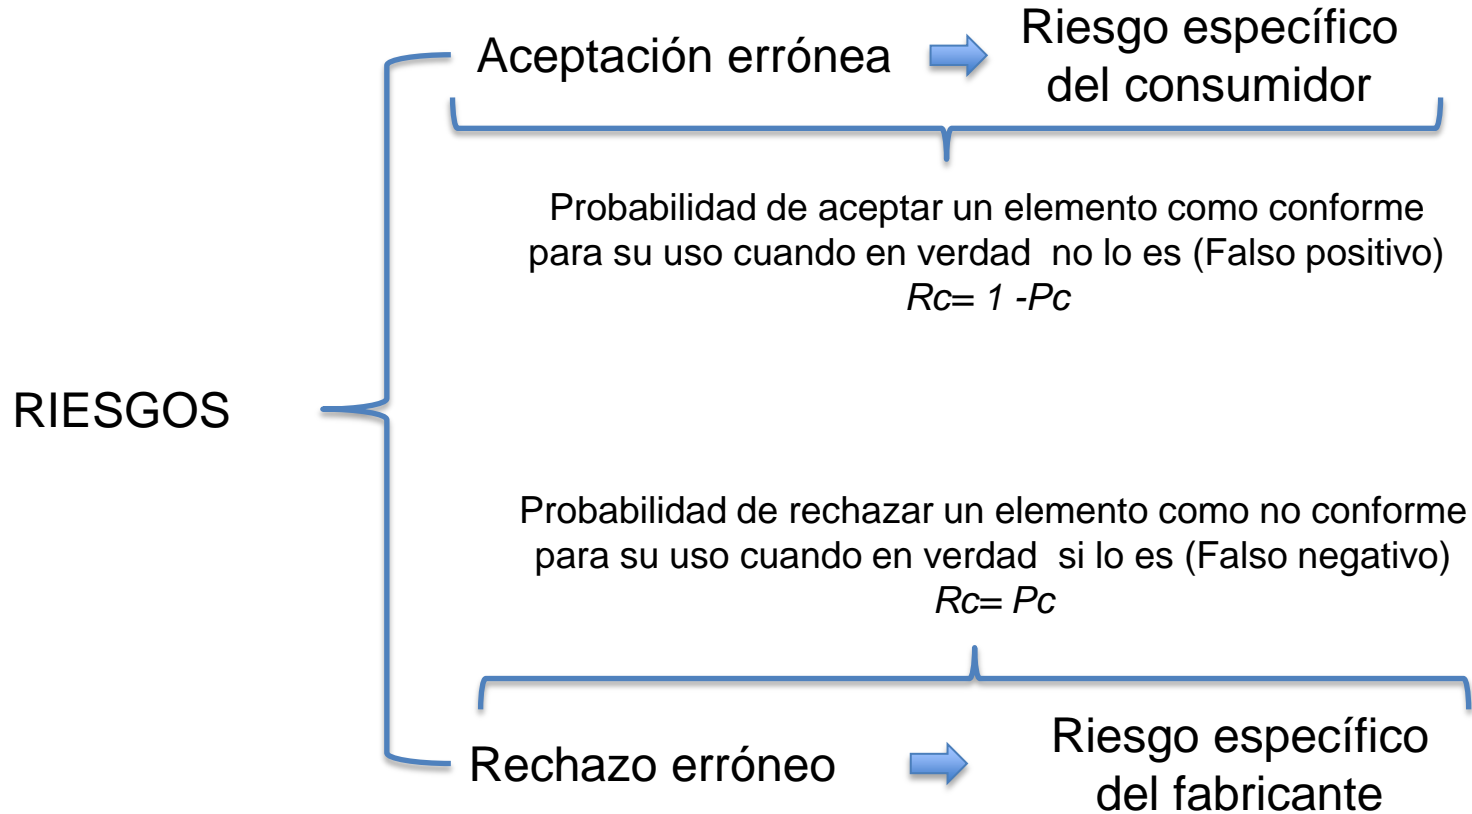 Aceptación errónea
Riesgo específico
del consumidor
Probabilidad de aceptar un elemento como conforme
para su uso cuando en verdad no lo es (Falso positivo)
Rc= 1 -Pc
RIESGOS
Probabilidad de rechazar un elemento como no conforme
para su uso cuando en verdad si lo es (Falso negativo)
Rc= Pc
Rechazo erróneo
Riesgo específico
del fabricante